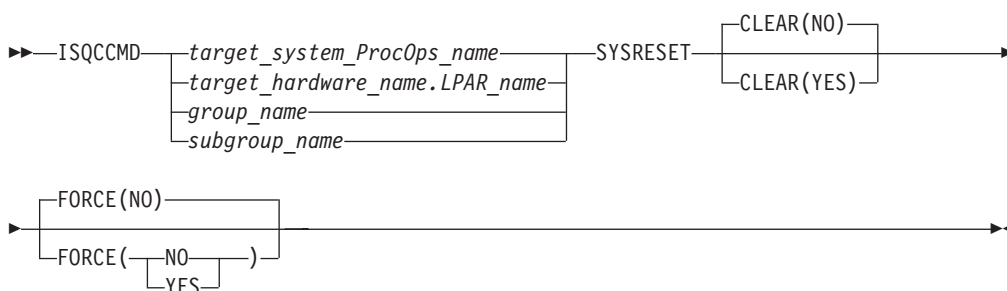 CLEAR(NO)
ISQCCMD target_system_ProcOps_name SYSRESET
target_hardware_name.LPAR_name CLEAR(YES)
group_name
subgroup_name
FORCE(NO)
FORCE( NO )
YES